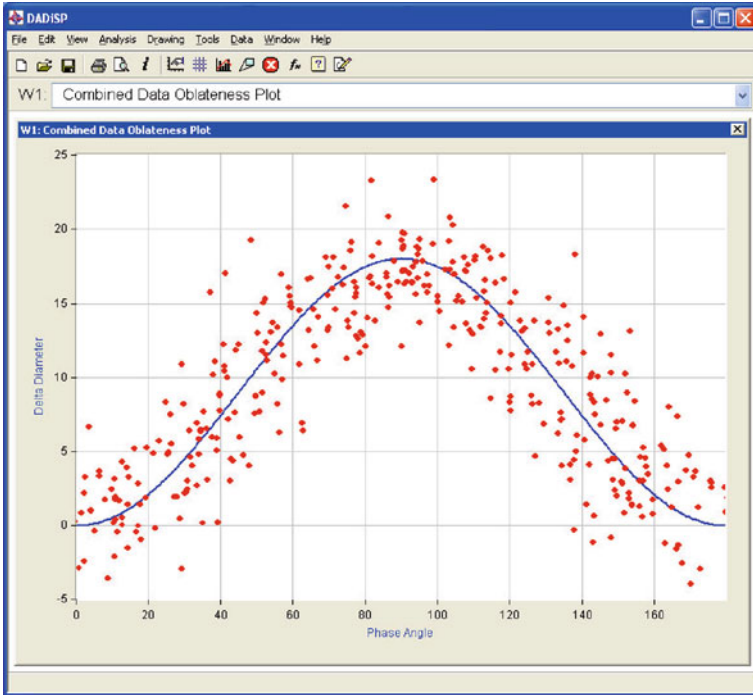 DADiSP
File Edit View Analysis Drawing Tools Data Window Help
W1: Combined Data Oblateness Plot
W1: Combined Data Oblateness Plot
25
20
15
10
5
0
-5
Delta Diameter
0 20 40 60 80 100 120 140 160
Phase Angle